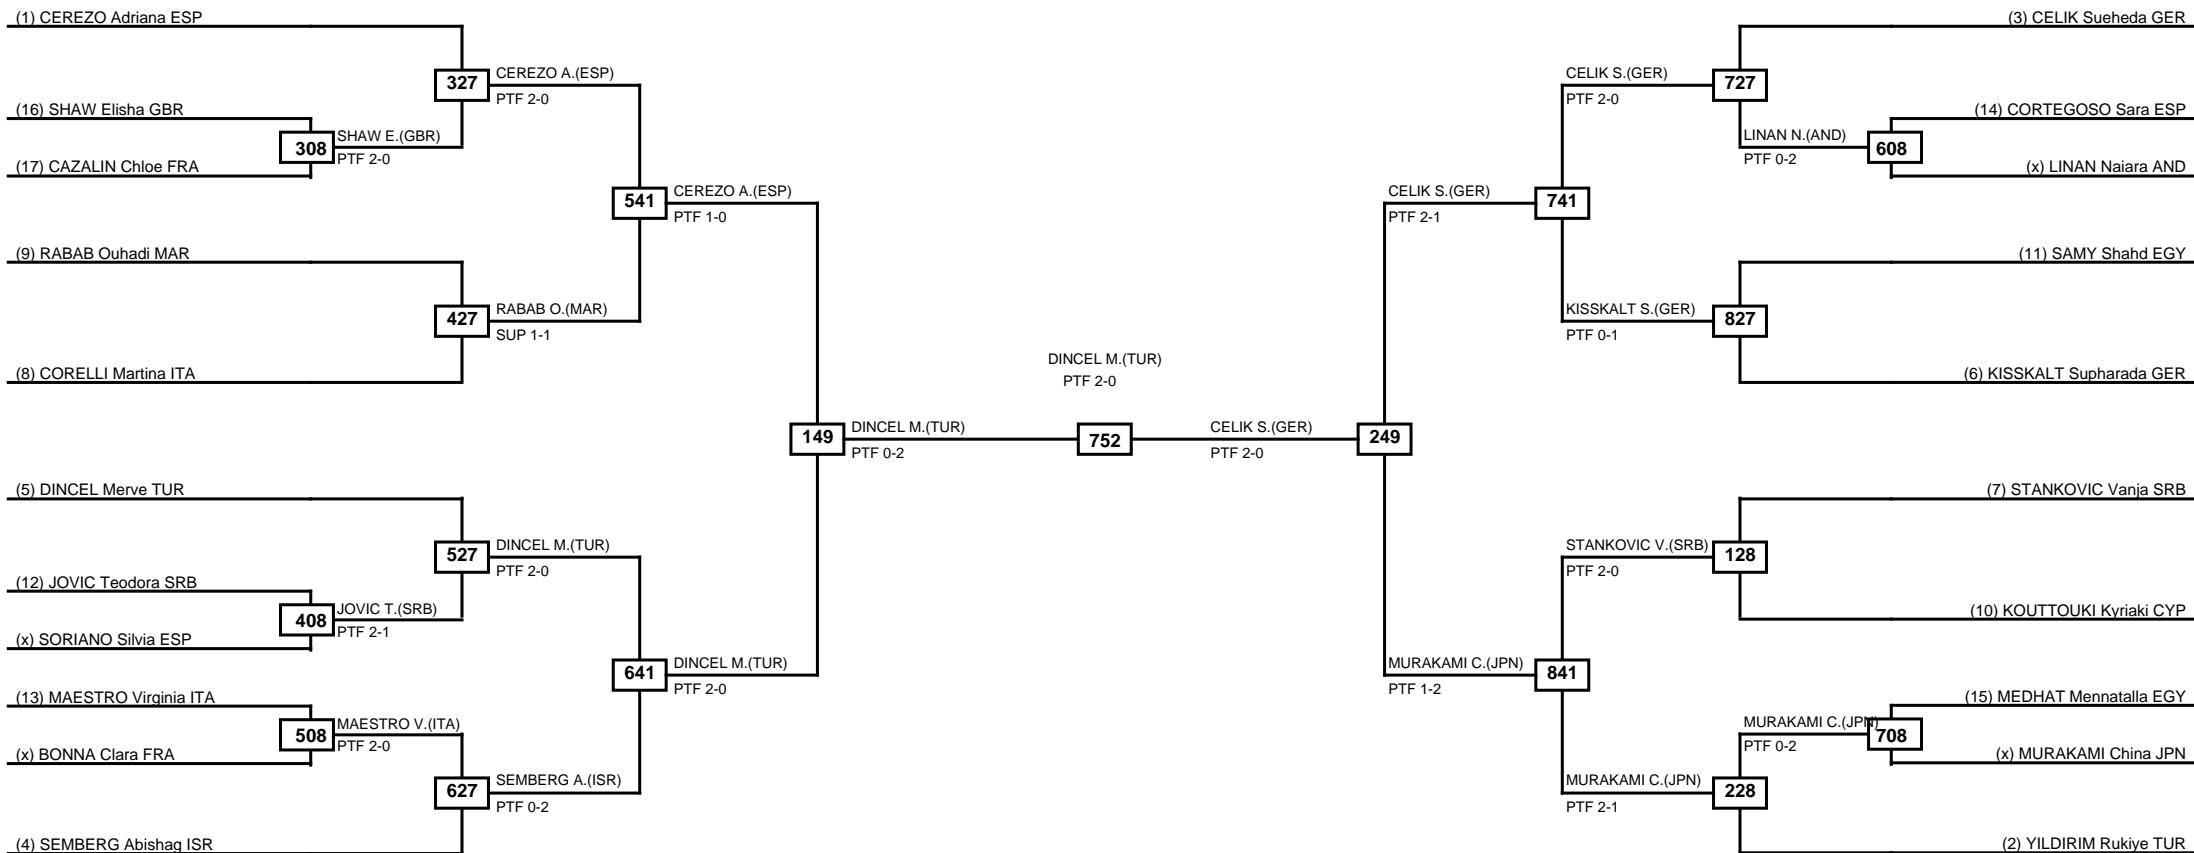 (1) CEREZO Adriana ESP
(16) SHAW Elisha GBR
(17) CAZALIN Chloe FRA
(9) RABAB Ouhadi MAR
(8) CORELLI Martina ITA
(5) DINCEL Merve TUR
(12) JOVIC Teodora SRB
(x) SORIANO Silvia ESP
(13) MAESTRO Virginia ITA
(x) BONNA Clara FRA
(4) SEMBERG Abishag ISR
308
SHAW E.(GBR)
PTF 2-0
408
JOVIC T.(SRB)
PTF 2-1
508
MAESTRO V.(ITA)
PTF 2-0
327
CEREZO A.(ESP)
PTF 2-0
427
RABAB O.(MAR)
SUP 1-1
527
DINCEL M.(TUR)
PTF 2-0
627
SEMBERG A.(ISR)
PTF 0-2
541
CEREZO A.(ESP)
PTF 1-0
641
DINCEL M.(TUR)
PTF 2-0
149
DINCEL M.(TUR)
PTF 0-2
DINCEL M.(TUR)
PTF 2-0
752
CELIK S.(GER)
PTF 2-0
249
CELIK S.(GER)
PTF 2-1
741
MURAKAMI C.(JPN)
PTF 1-2
841
CELIK S.(GER)
PTF 2-0
727
KISSKALT S.(GER)
PTF 0-1
827
STANKOVIC V.(SRB)
PTF 2-0
128
MURAKAMI C.(JPN)
PTF 2-1
228
LINAN N.(AND)
PTF 0-2
608
MURAKAMI C.(JPN)
PTF 0-2
708
(3) CELIK Sueheda GER
(14) CORTEGOSO Sara ESP
(x) LINAN Naiara AND
(11) SAMY Shahd EGY
(6) KISSKALT Supharada GER
(7) STANKOVIC Vanja SRB
(10) KOUTTOUKI Kyriaki CYP
(15) MEDHAT Mennatalla EGY
(x) MURAKAMI China JPN
(2) YILDIRIM Rukiye TUR